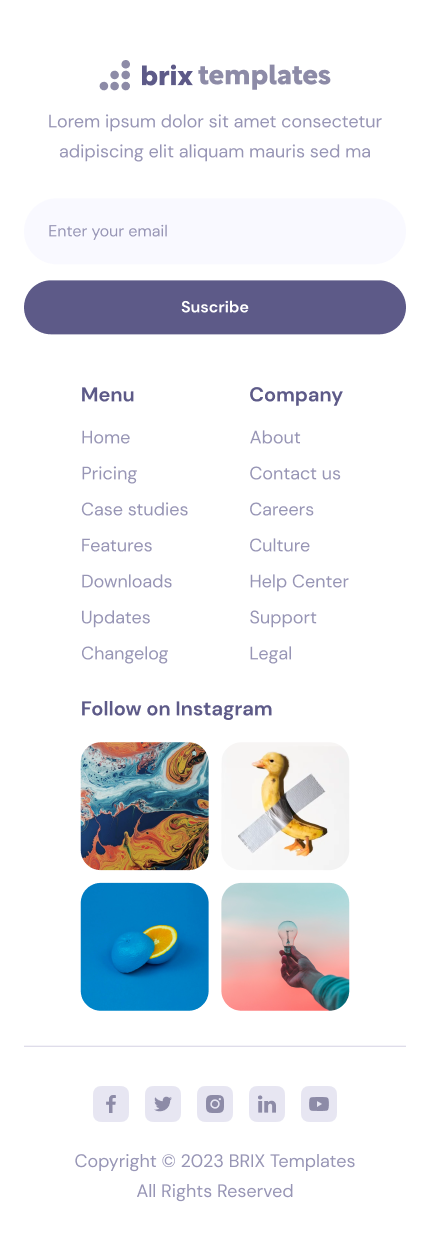 brix templates
Lorem ipsum dolor sit amet consectetur
adipiscing elit aliquam mauris sed ma
Enter your email
Suscribe
Menu
Home
Pricing
Case studies
Features
Downloads
Updates
Changelog
Company
About
Contact us
Careers
Culture
Help Center
Support
Legal
Follow on Instagram
Copyright © 2023 BRIX Templates
All Rights Reserved